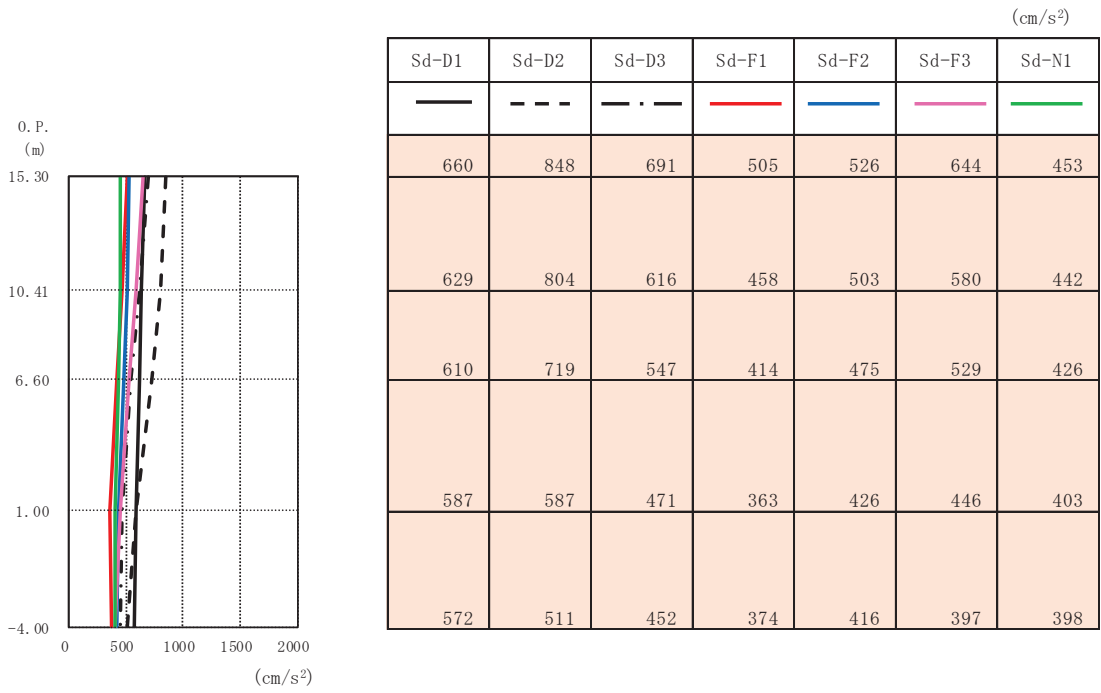 (cm/s²)
Sd-D1 Sd-D2 Sd-D3 Sd-F1 Sd-F2 Sd-F3 Sd-N1
O.P.
(m)
660 848 691 505 526 644 453
15.30
629 804 616 458 503 580 442
10.41
610 719 547 414 475 529 426
6.60
587 587 471 363 426 446 403
1.00
572 511 452 374 416 397 398
-4.00
0 500 1000 1500 2000
(cm/s²)